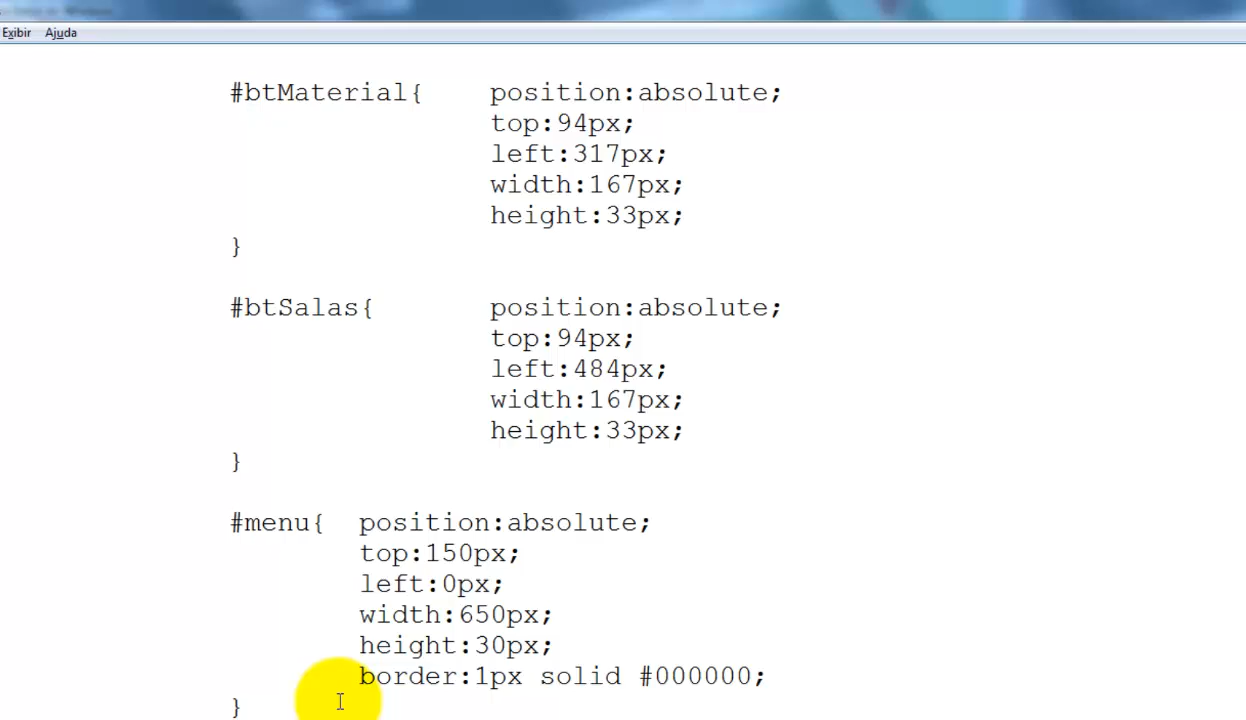 Exibir Ajuda
#btMaterial{ position:absolute;
top:94px;
left:317px;
width:167px;
height:33px;
}
#btSalas{ position:absolute;
top:94px;
left:484px;
width:167px;
height:33px;
}
#menu{ position:absolute;
top:150px;
left:0px;
width:650px;
height:30px;
border:1px solid #000000;
}